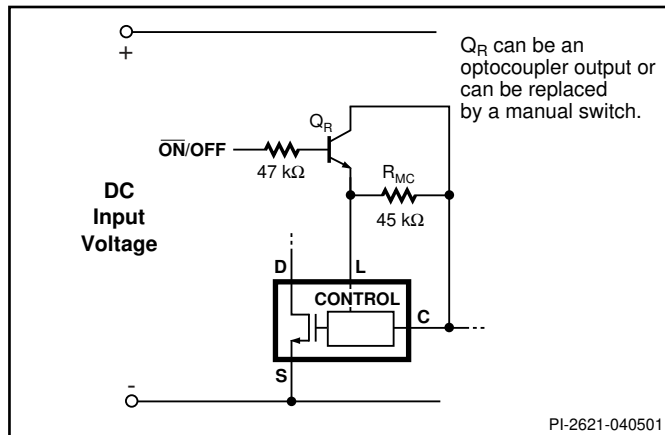 +
Q_R can be an
optocoupler output or
can be replaced
by a manual switch.
Q_R
O̅N̅/OFF
47 kΩ
R_MC
45 kΩ
DC
Input
Voltage
D
L
CONTROL
C
S
-
PI-2621-040501